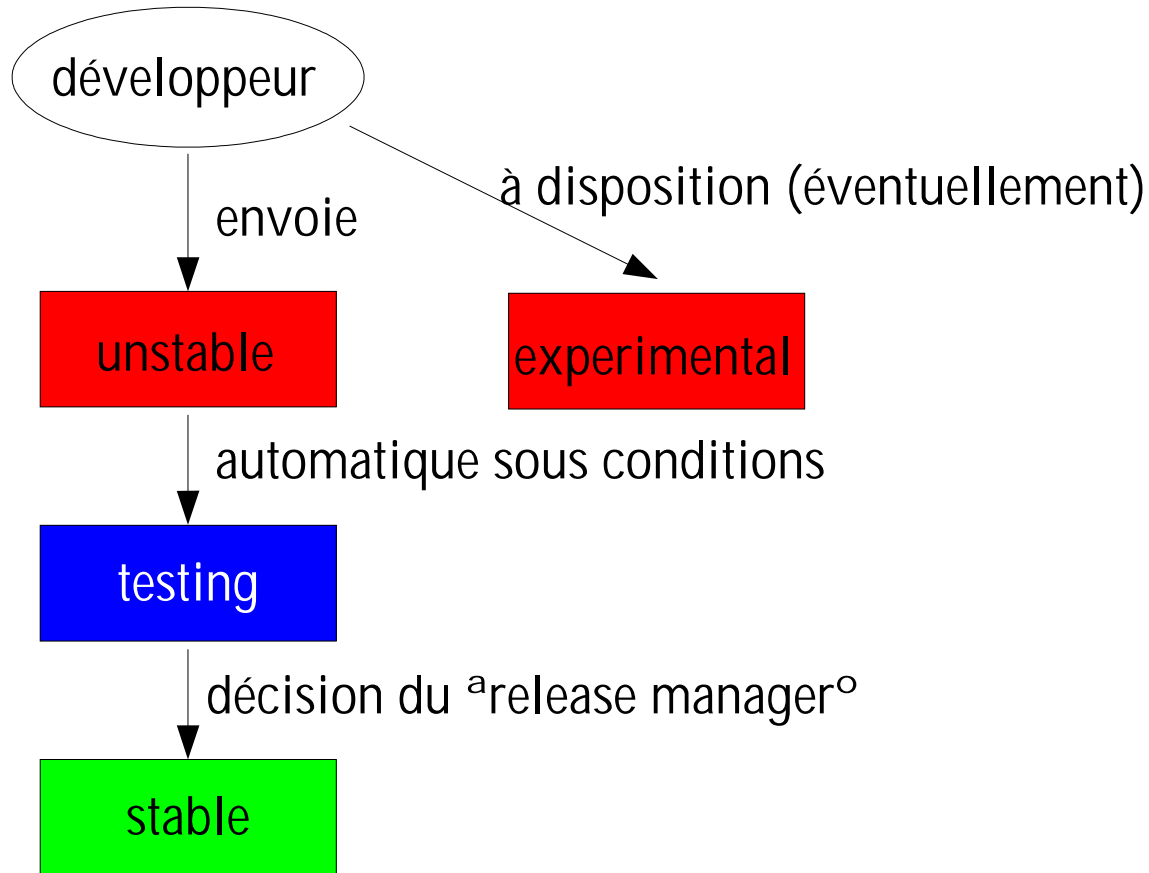 développeur
à disposition (éventuellement)
envoie
unstable
experimental
automatique sous conditions
testing
décision du ªrelease managerº
stable